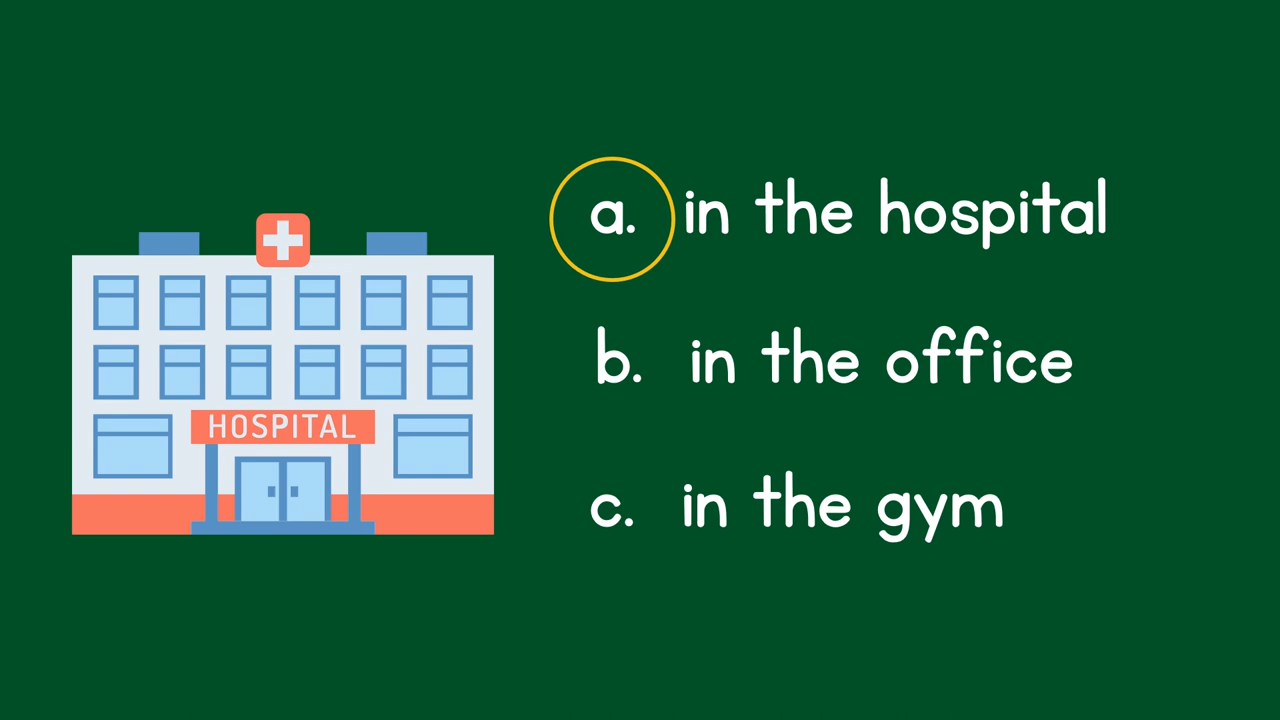 HOSPITAL
a. in the hospital
b. in the office
c. in the gym